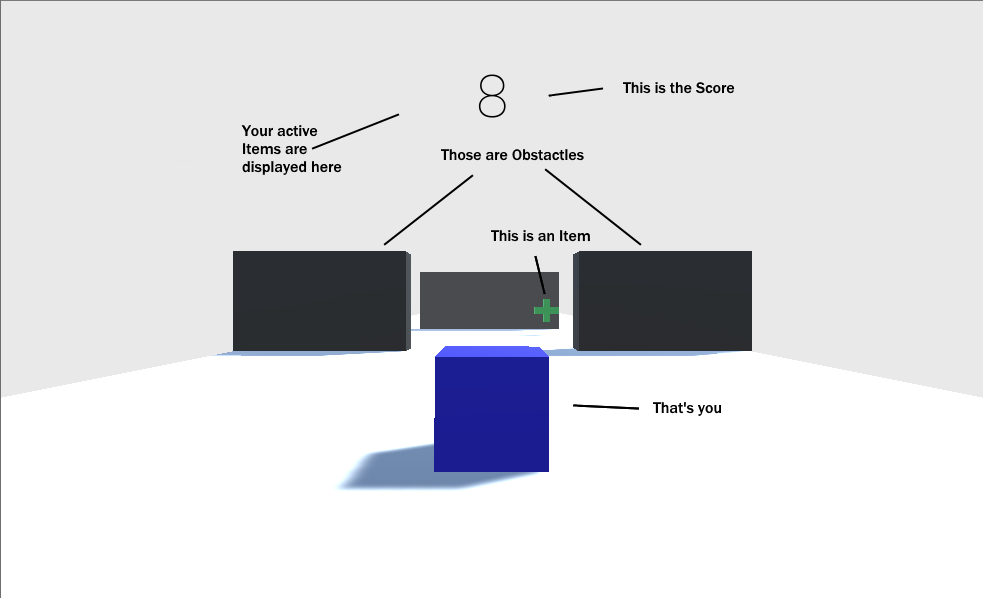 8
This is the Score
Your active
Items are
displayed here
Those are Obstactles
This is an Item
That's you